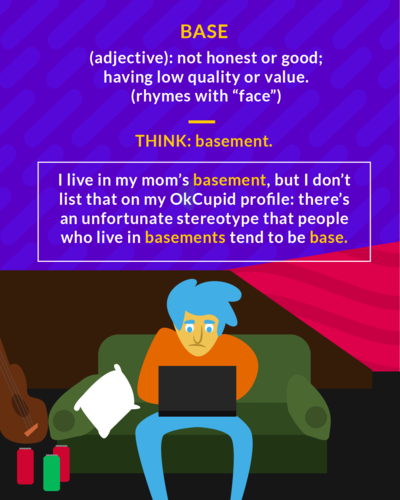 BASE
(adjective): not honest or good;
having low quality or value.
(rhymes with “face”)
THINK: basement.
I live in my mom’s basement, but I don’t
list that on my OkCupid profile: there’s
an unfortunate stereotype that people
who live in basements tend to be base.